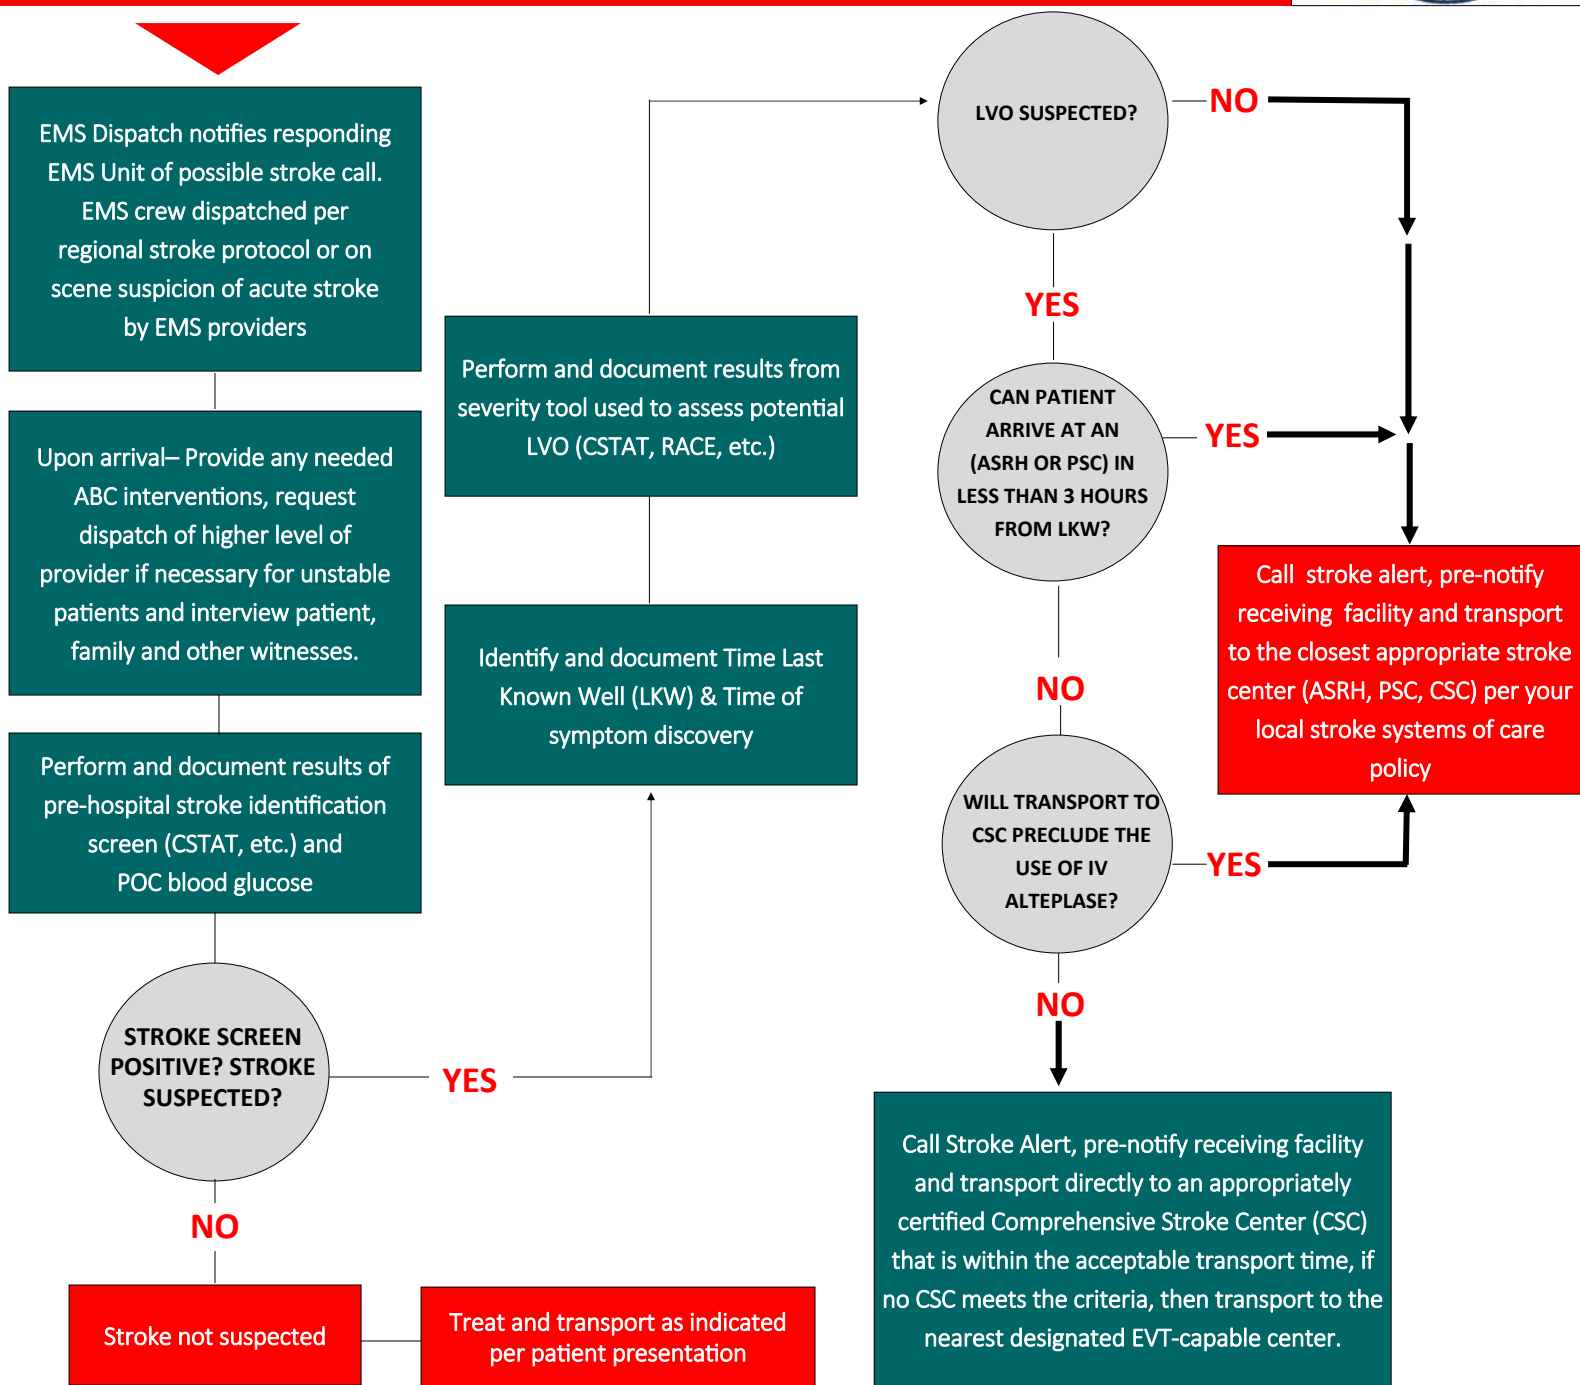 EMS Dispatch notifies responding
EMS Unit of possible stroke call.
EMS crew dispatched per
regional stroke protocol or on
scene suspicion of acute stroke
by EMS providers
Upon arrival– Provide any needed
ABC interventions, request
dispatch of higher level of
provider if necessary for unstable
patients and interview patient,
family and other witnesses.
Perform and document results of
pre-hospital stroke identification
screen (CSTAT, etc.) and
POC blood glucose
STROKE SCREEN
POSITIVE? STROKE
SUSPECTED?
YES
NO
Stroke not suspected
Treat and transport as indicated
per patient presentation
Identify and document Time Last
Known Well (LKW) & Time of
symptom discovery
Perform and document results from
severity tool used to assess potential
LVO (CSTAT, RACE, etc.)
LVO SUSPECTED?
NO
YES
CAN PATIENT
ARRIVE AT AN
(ASRH OR PSC) IN
LESS THAN 3 HOURS
FROM LKW?
YES
NO
WILL TRANSPORT TO
CSC PRECLUDE THE
USE OF IV
ALTEPLASE?
YES
NO
Call stroke alert, pre-notify
receiving facility and transport
to the closest appropriate stroke
center (ASRH, PSC, CSC) per your
local stroke systems of care
policy
Call Stroke Alert, pre-notify receiving facility
and transport directly to an appropriately
certified Comprehensive Stroke Center (CSC)
that is within the acceptable transport time, if
no CSC meets the criteria, then transport to the
nearest designated EVT-capable center.